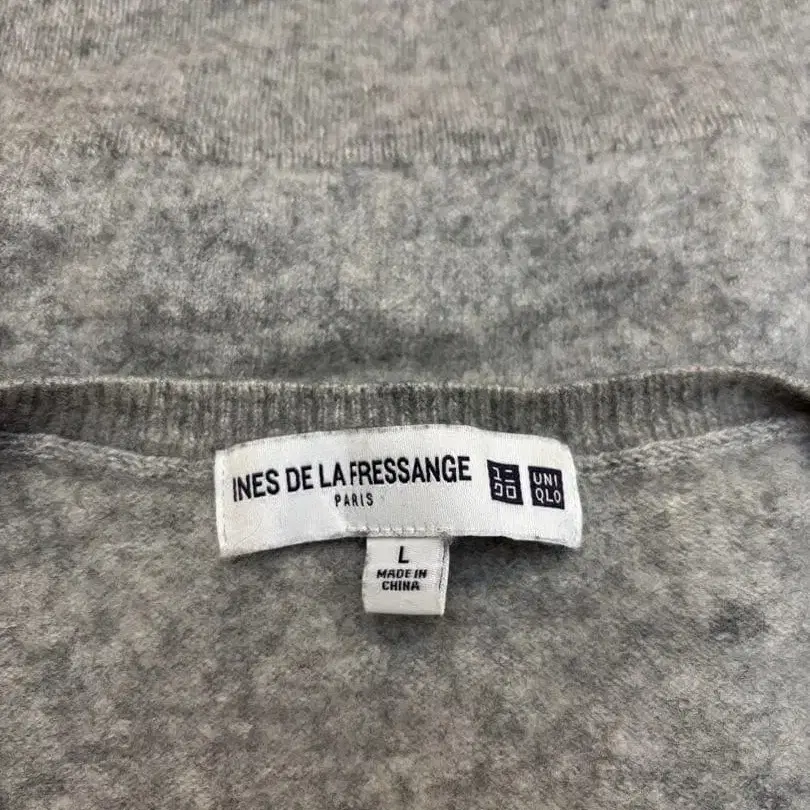 INES DE LA FRESSANGE
PARIS
ユニ
クロ
UNI
QLO
L
MADE IN
CHINA